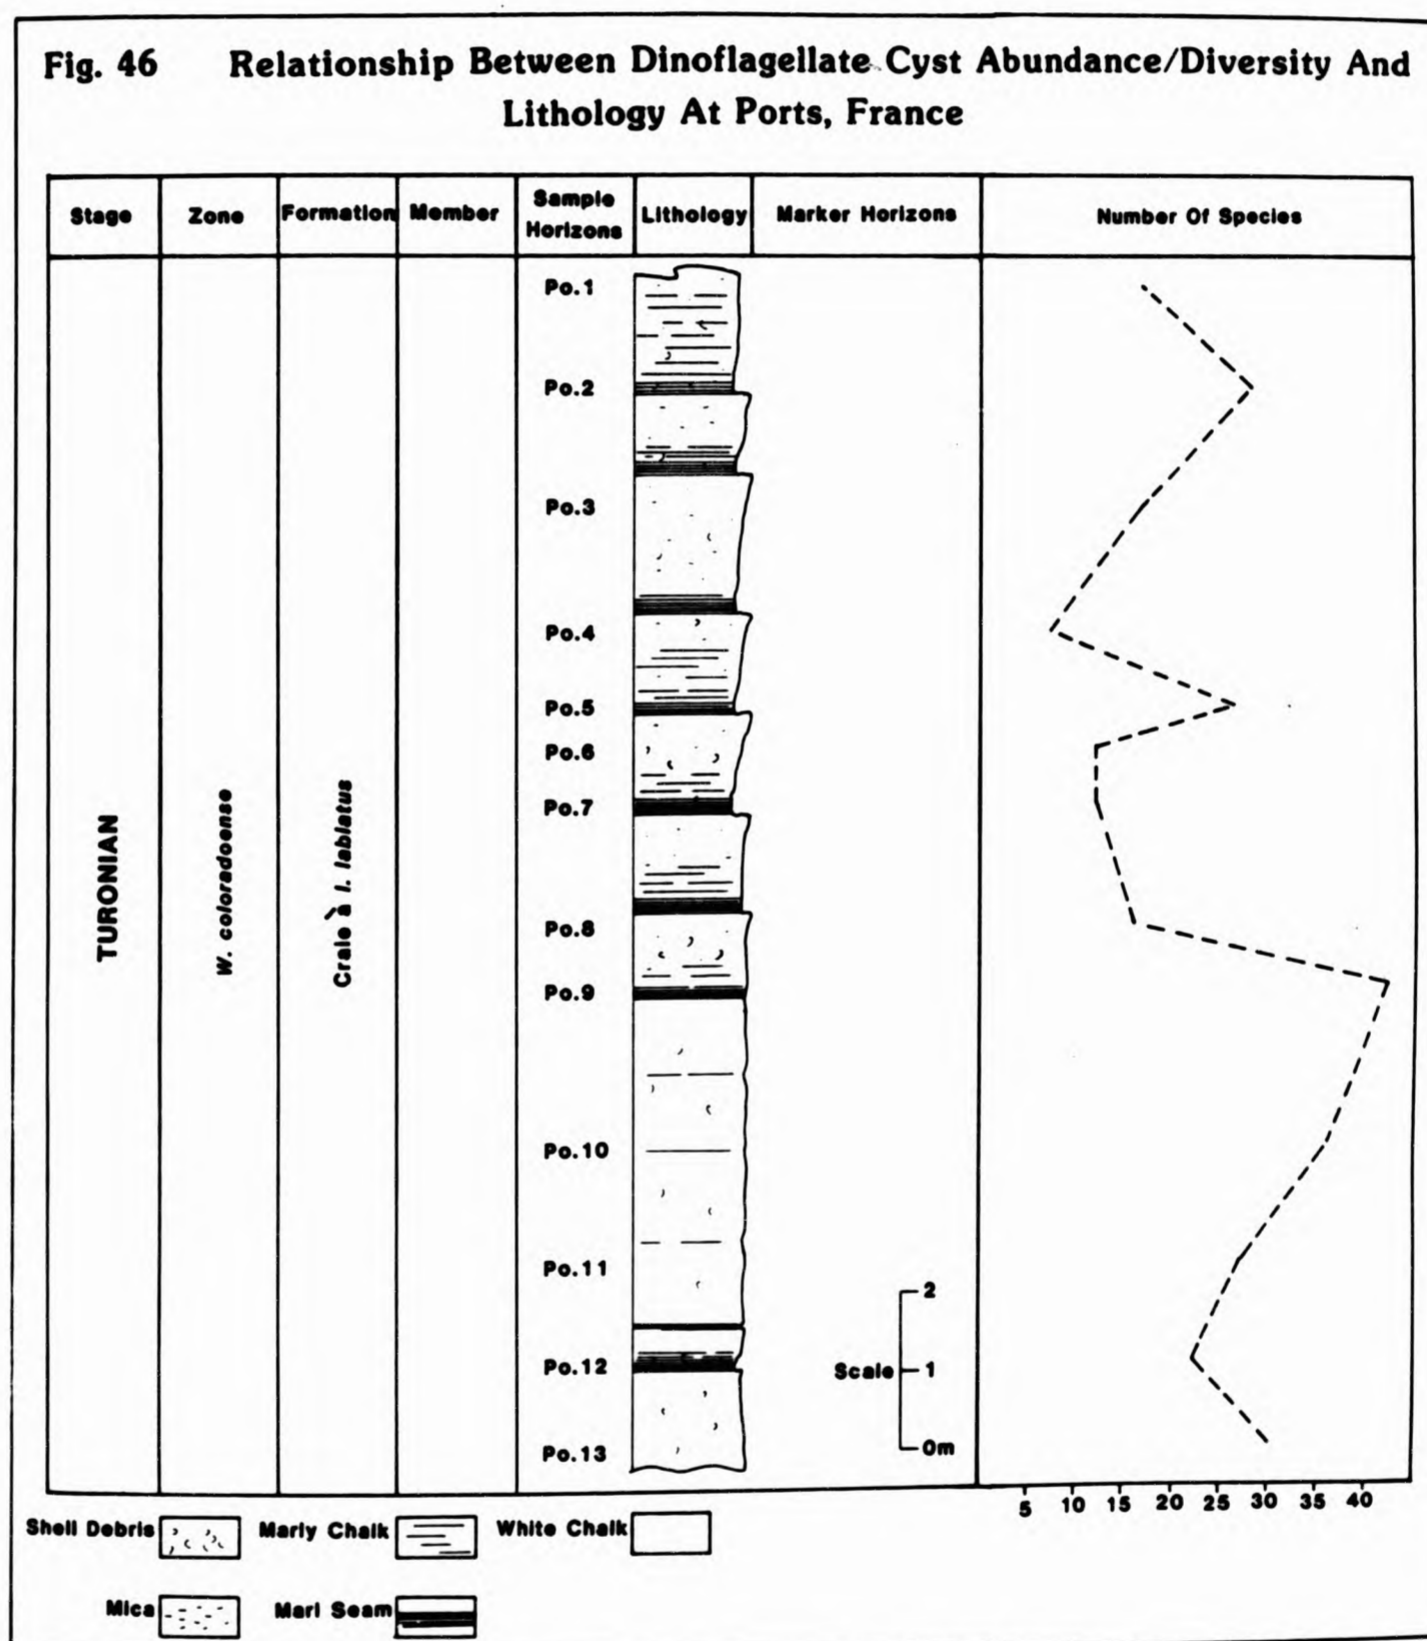 Fig. 46 Relationship Between Dinoflagellate Cyst Abundance/Diversity And
Lithology At Ports, France
Stage
Zone
Formation
Member
Sample
Horizons
Lithology
Marker Horizons
Number Of Species
TURONIAN
W. coloradoense
Craie à I. labiatus
Po.1
Po.2
Po.3
Po.4
Po.5
Po.6
Po.7
Po.8
Po.9
Po.10
Po.11
Po.12
Po.13
2
Scale 1
0m
5 10 15 20 25 30 35 40
Shell Debris
Marly Chalk
White Chalk
Mica
Marl Seam